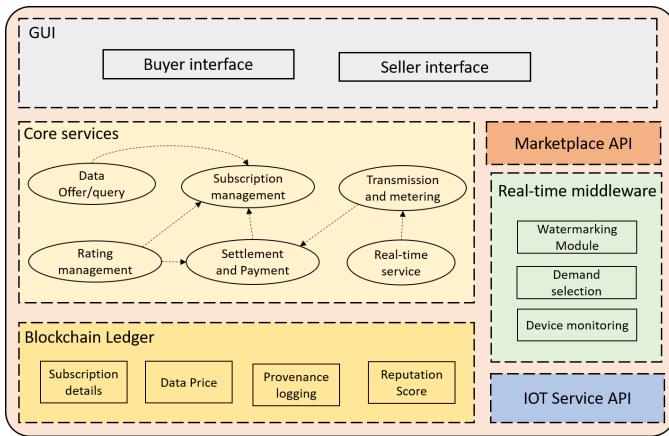 GUI
Buyer interface
Seller interface
Core services
Data
Offer/query
Subscription
management
Transmission
and metering
Rating
management
Settlement
and Payment
Real-time
service
Marketplace API
Real-time middleware
Watermarking
Module
Demand
selection
Device monitoring
Blockchain Ledger
Subscription
details
Data Price
Provenance
logging
Reputation
Score
IOT Service API